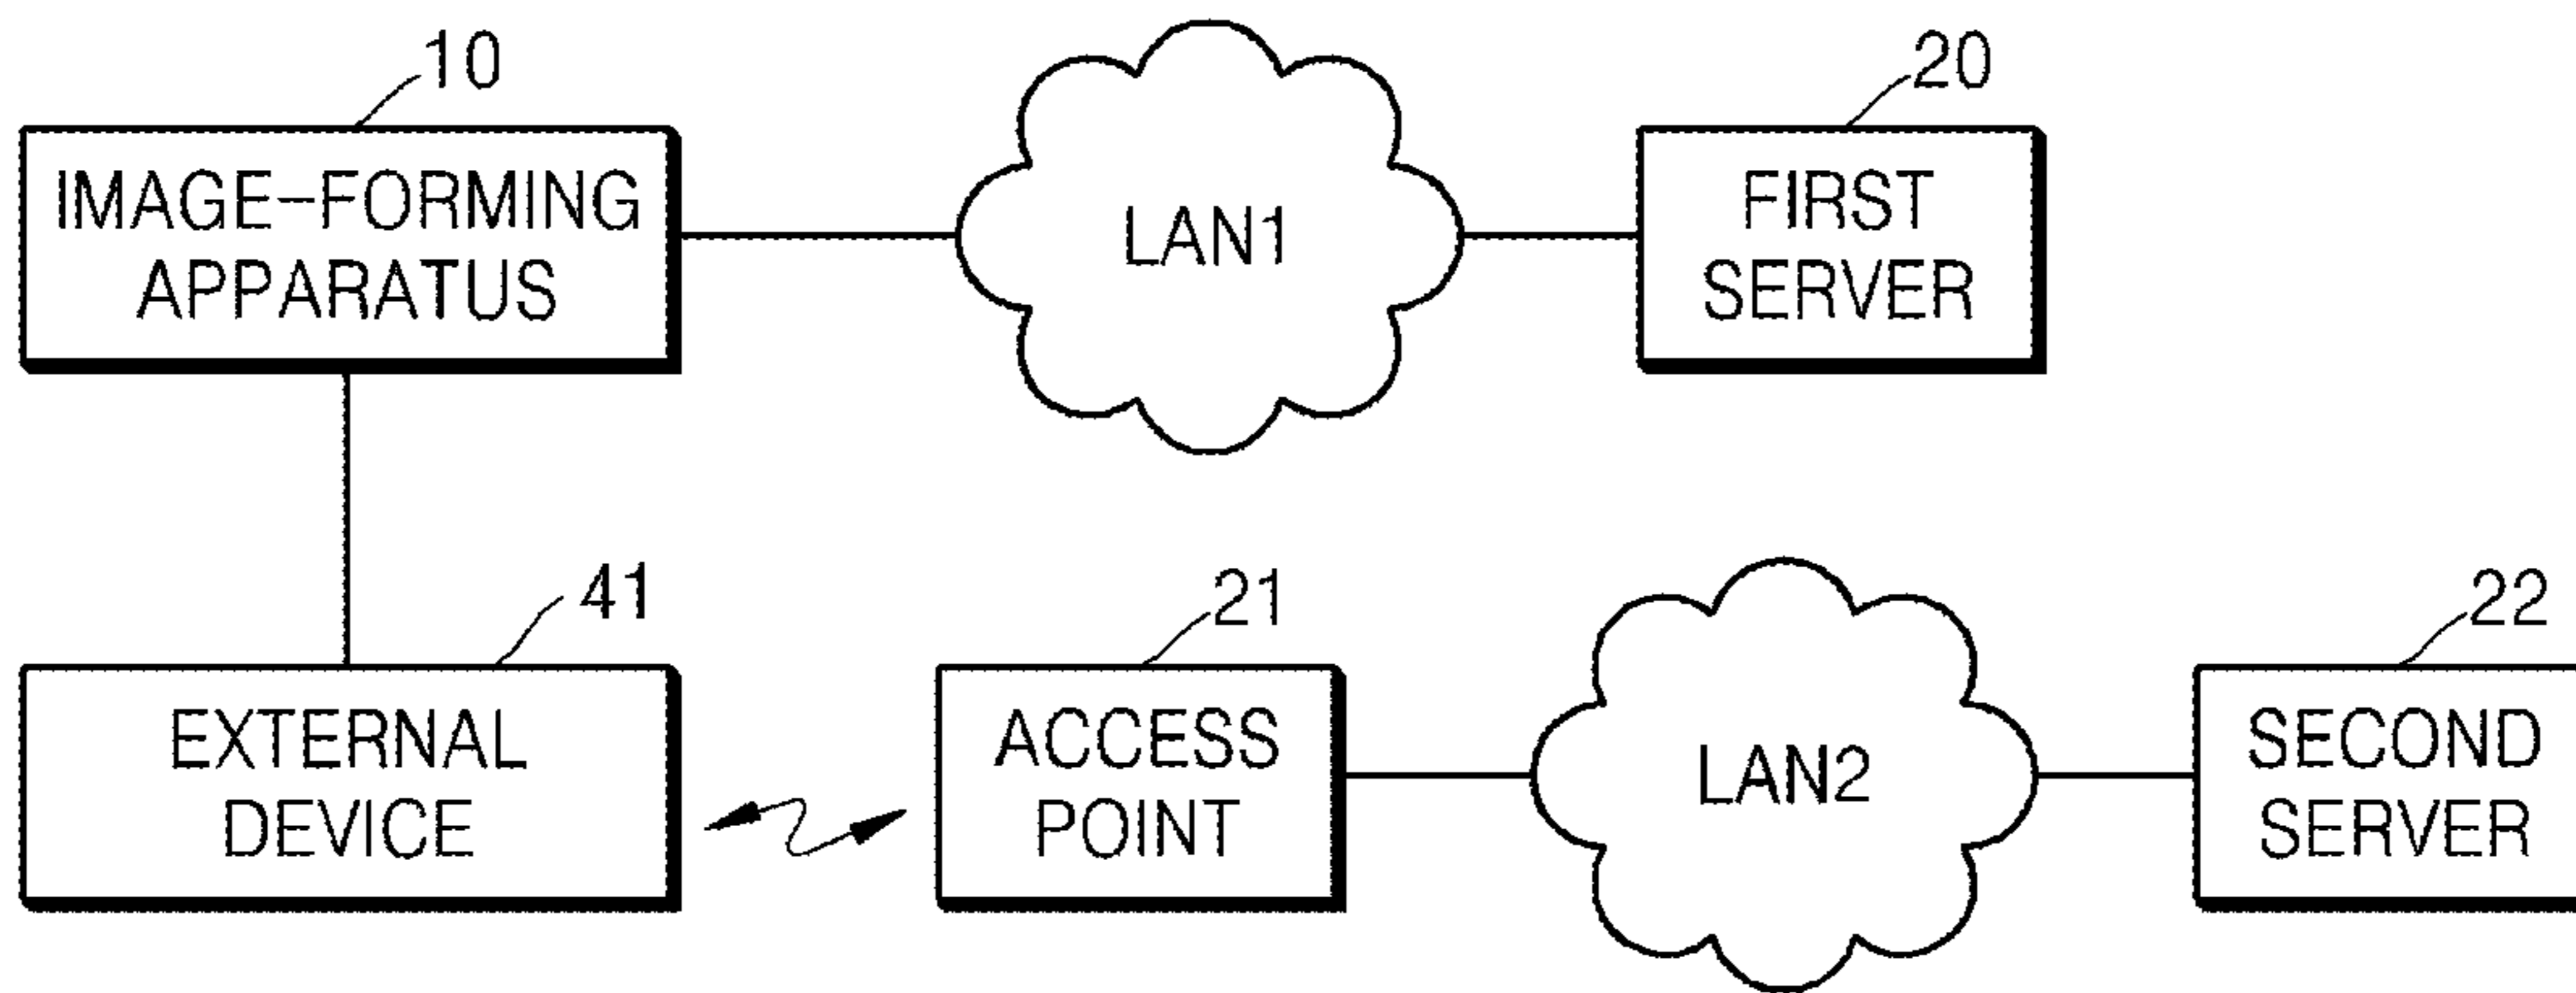 10
20
IMAGE-FORMING
APPARATUS
LAN1
FIRST
SERVER
41
21
22
EXTERNAL
DEVICE
ACCESS
POINT
LAN2
SECOND
SERVER